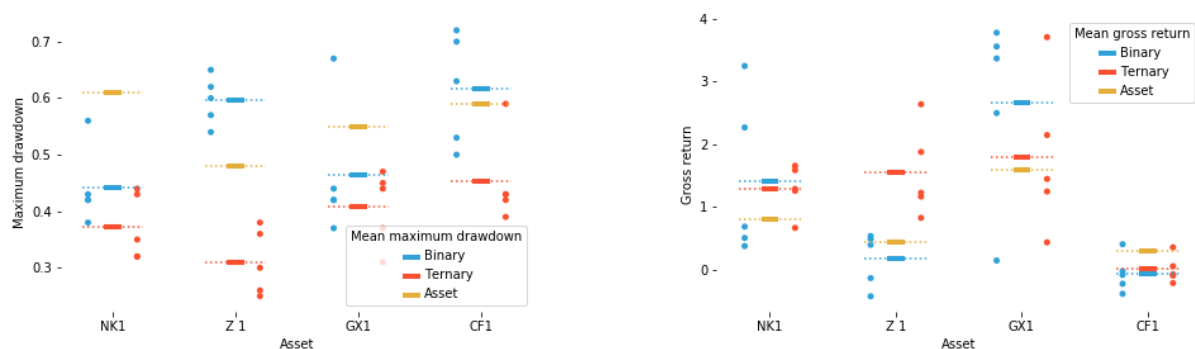 0.7
0.6
0.5
0.4
0.3
Maximum drawdown
Mean maximum drawdown
Binary
Ternary
Asset
NK1
Z 1
GX1
CF1
Asset
4
3
2
1
0
Gross return
Mean gross return
Binary
Ternary
Asset
NK1
Z 1
GX1
CF1
Asset